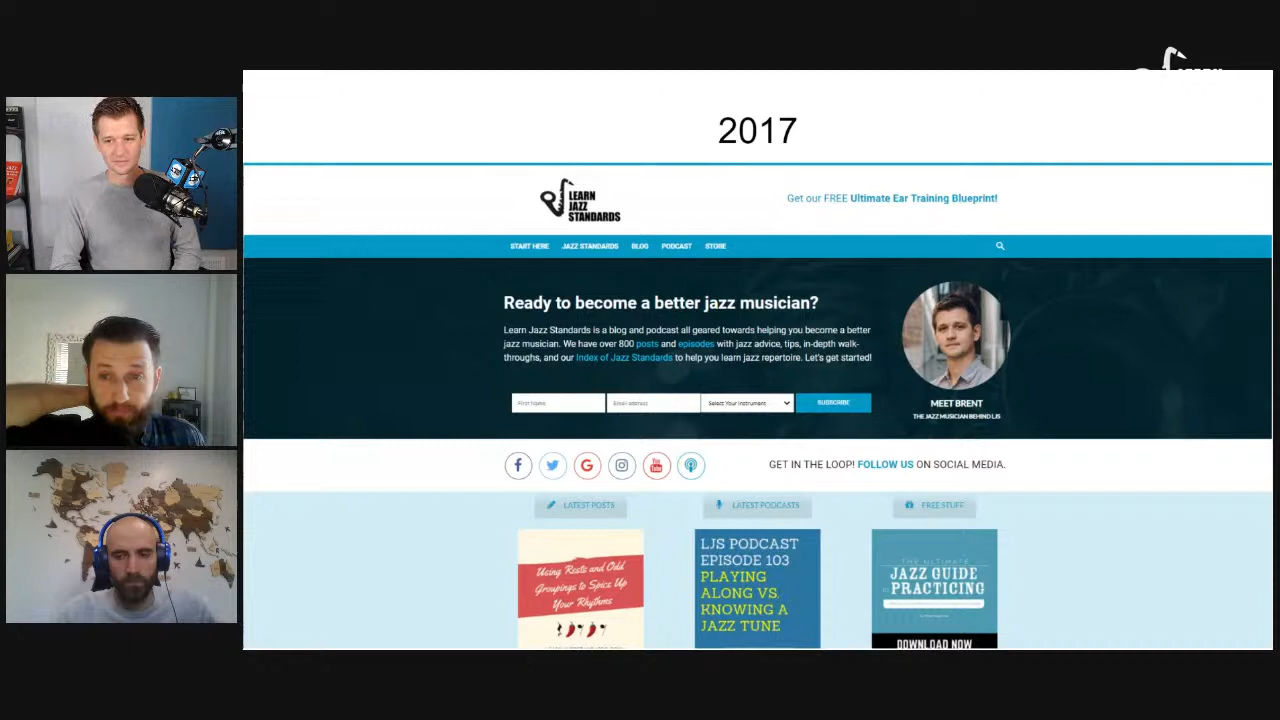 2017
LEARN
JAZZ
STANDARDS
Get our FREE Ultimate Ear Training Blueprint!
START HERE JAZZ STANDARDS BLOG PODCAST STORE
Ready to become a better jazz musician?
Learn Jazz Standards is a blog and podcast all geared towards helping you become a better
jazz musician. We have over 800 posts and episodes with jazz advice, tips, in-depth walk-
throughs, and our Index of Jazz Standards to help you learn jazz repertoire. Let's get started!
First Name Email address Select Your Instrument SUBSCRIBE
MEET BRENT
THE JAZZ MUSICIAN BEHIND LJS
GET IN THE LOOP! FOLLOW US ON SOCIAL MEDIA.
LATEST POSTS LATEST PODCASTS FREE STUFF
Using Rests and Odd
Groupings to Spice Up
Your Rhythms
LJS PODCAST
EPISODE 103
PLAYING
ALONG VS.
KNOWING A
JAZZ TUNE
THE ULTIMATE
JAZZ GUIDE
TO PRACTICING
DOWNLOAD NOW